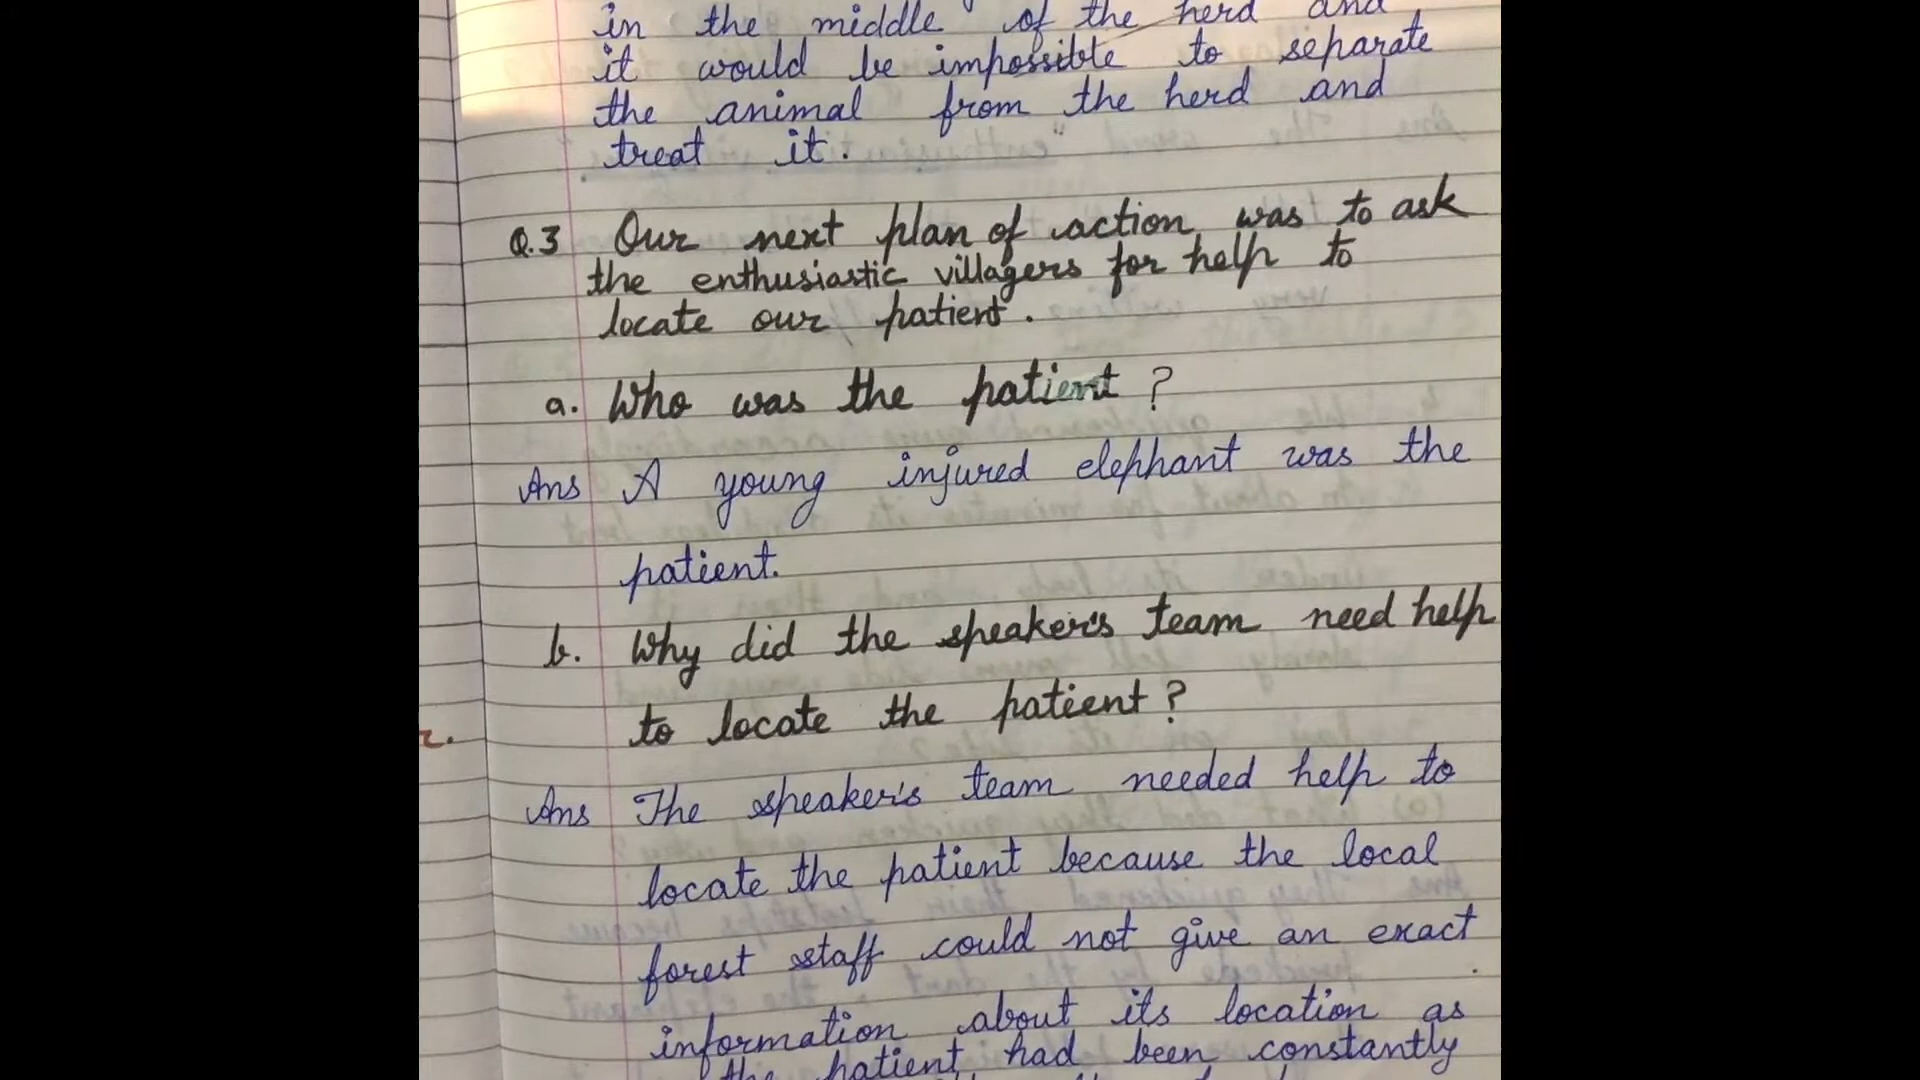 in the middle of the herd and
it would be impossible to separate
the animal from the herd and
treat it.
Q.3 Our next plan of action was to ask
the enthusiastic villagers for help to
locate our patient.
a. Who was the patient?
Ans A young injured elephant was the
patient.
b. Why did the speaker's team need help
to locate the patient?
Ans The speaker's team needed help to
r.
locate the patient because the local
forest staff could not give an exact
information about its location as
the patient had been constantly